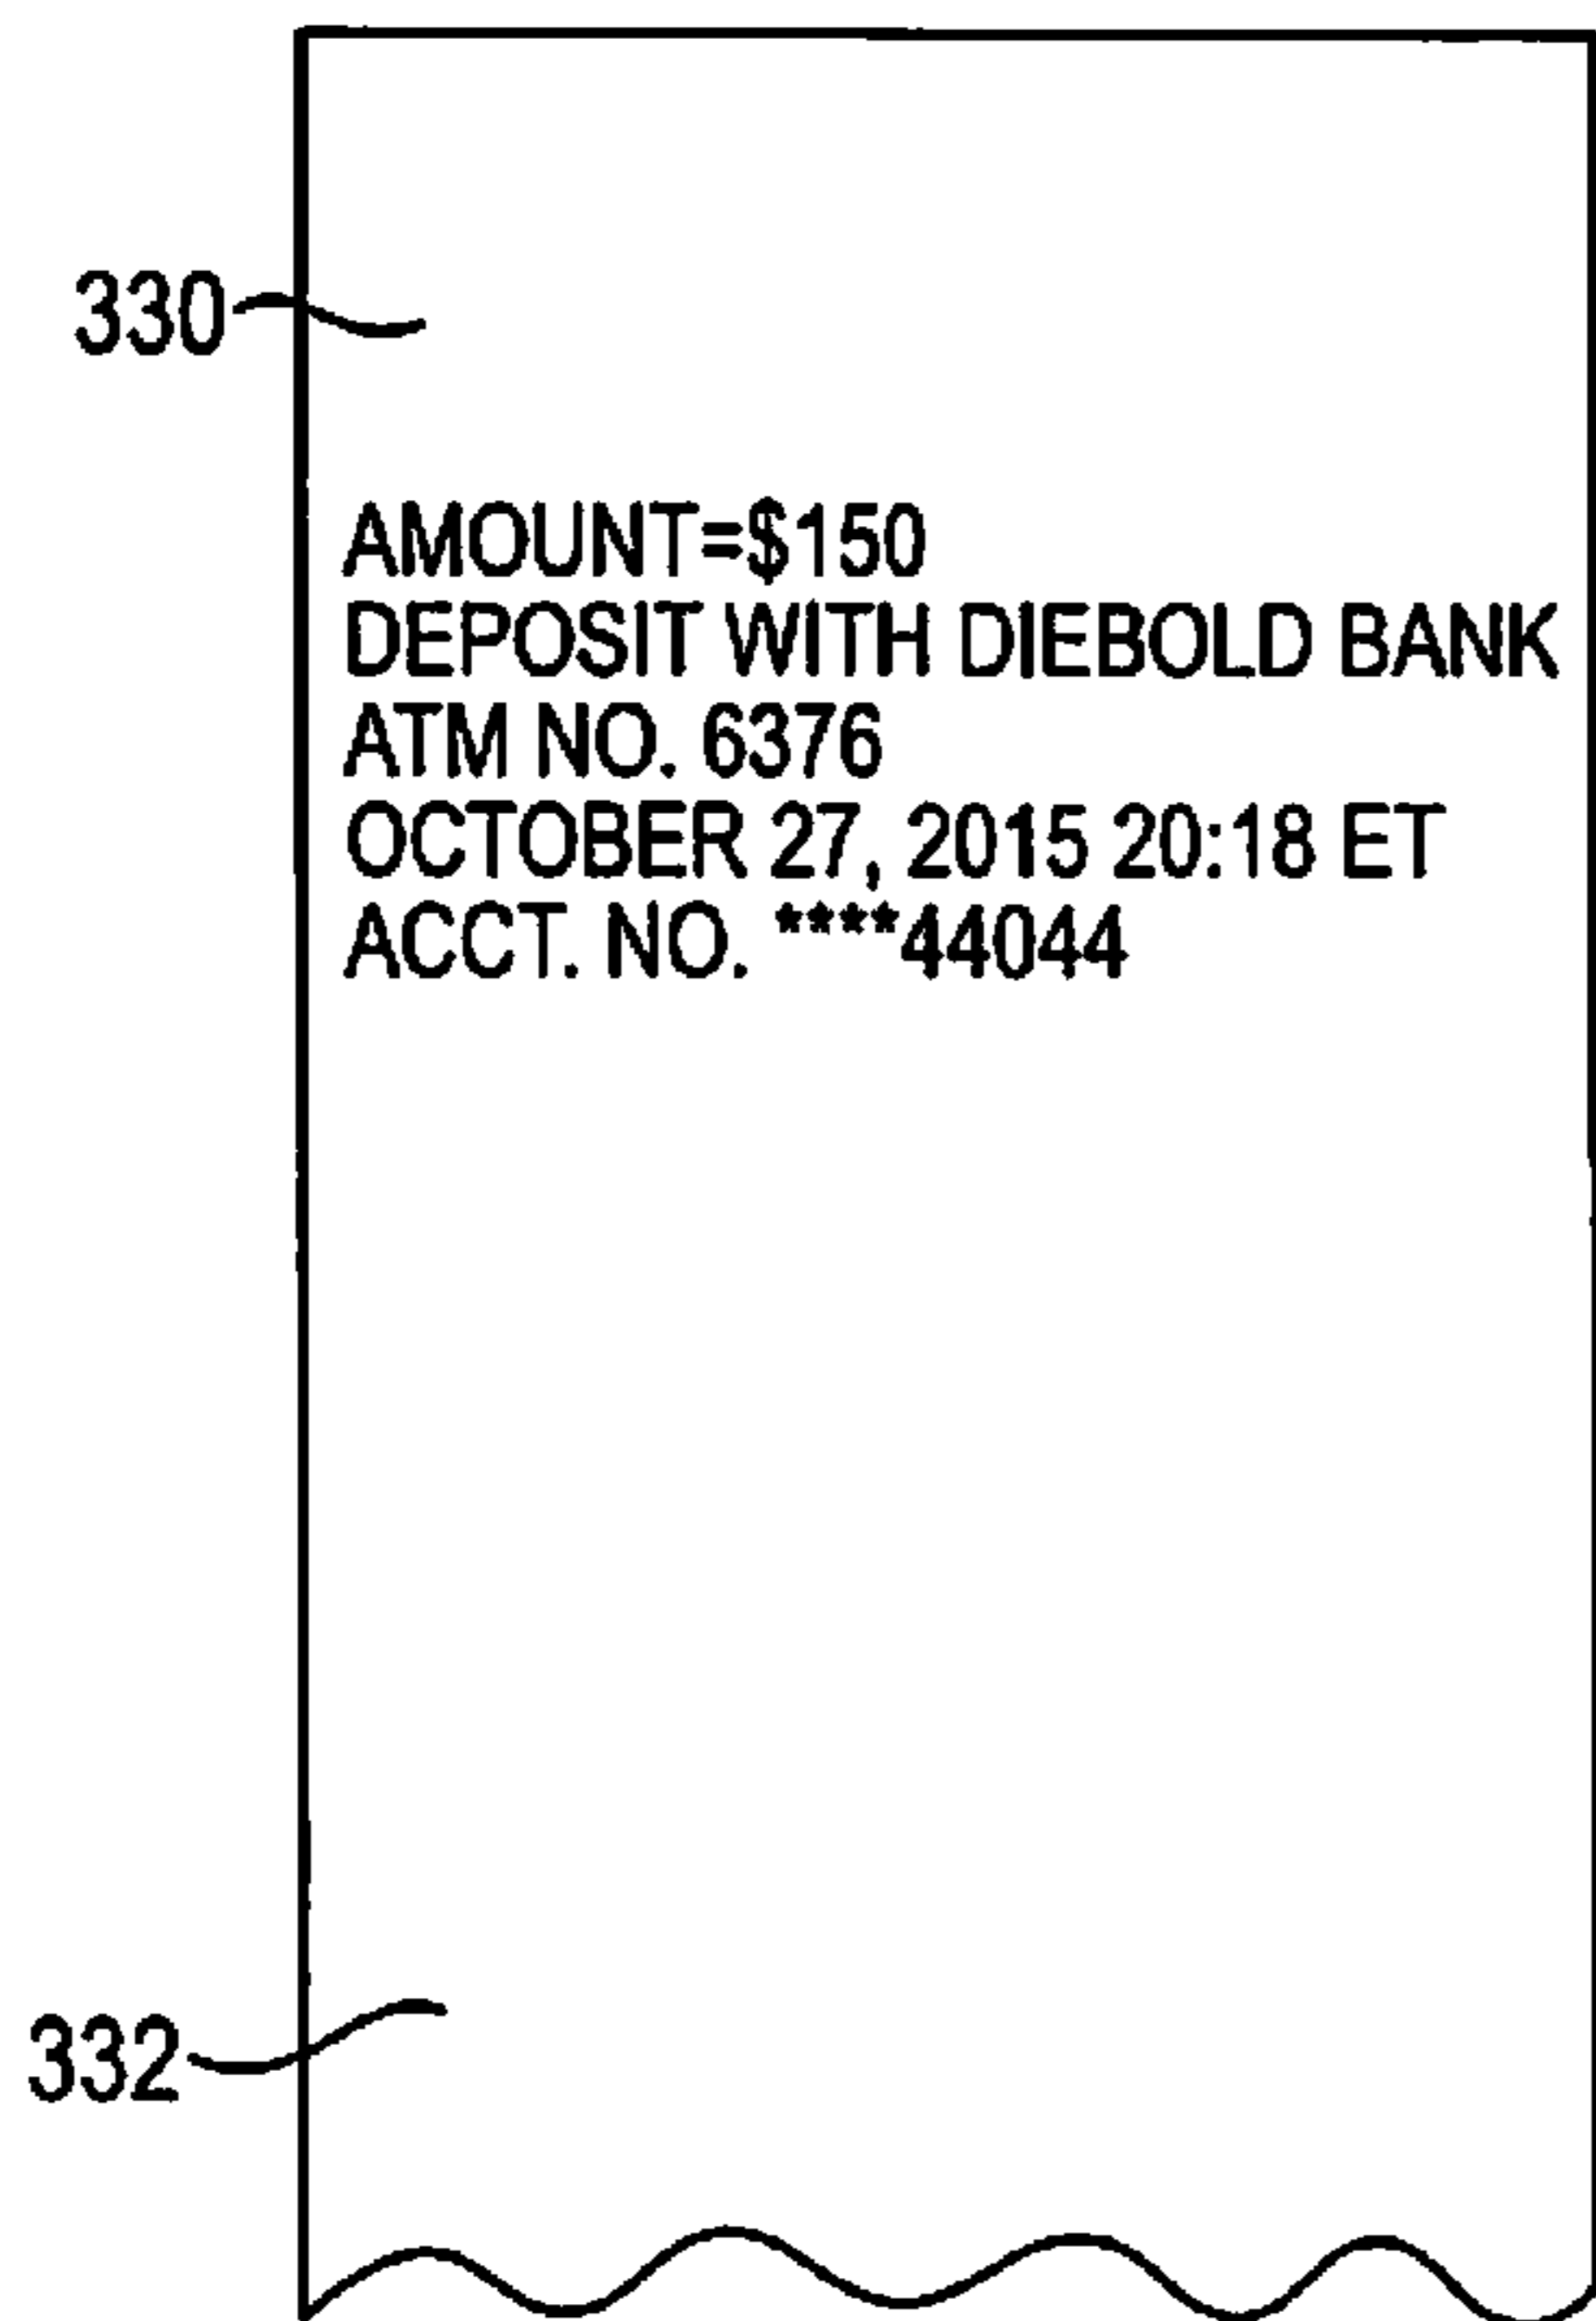 330
AMOUNT=$150
DEPOSIT WITH DIEBOLD BANK
ATM NO. 6376
OCTOBER 27, 2015 20:18 ET
ACCT. NO. ****44044
332